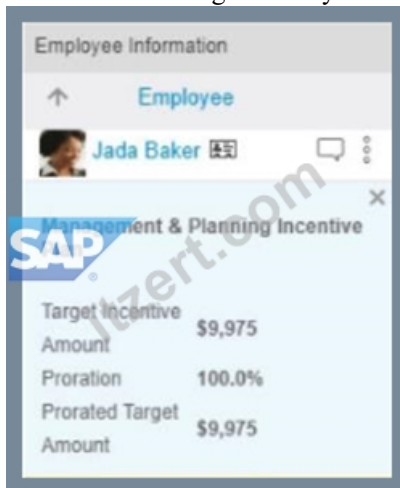 Employee Information
Employee
Jada Baker
Management & Planning Incentive
SAP
itzert.com
Target Incentive
Amount
$9,975
Proration
100.0%
Prorated Target
Amount
$9,975